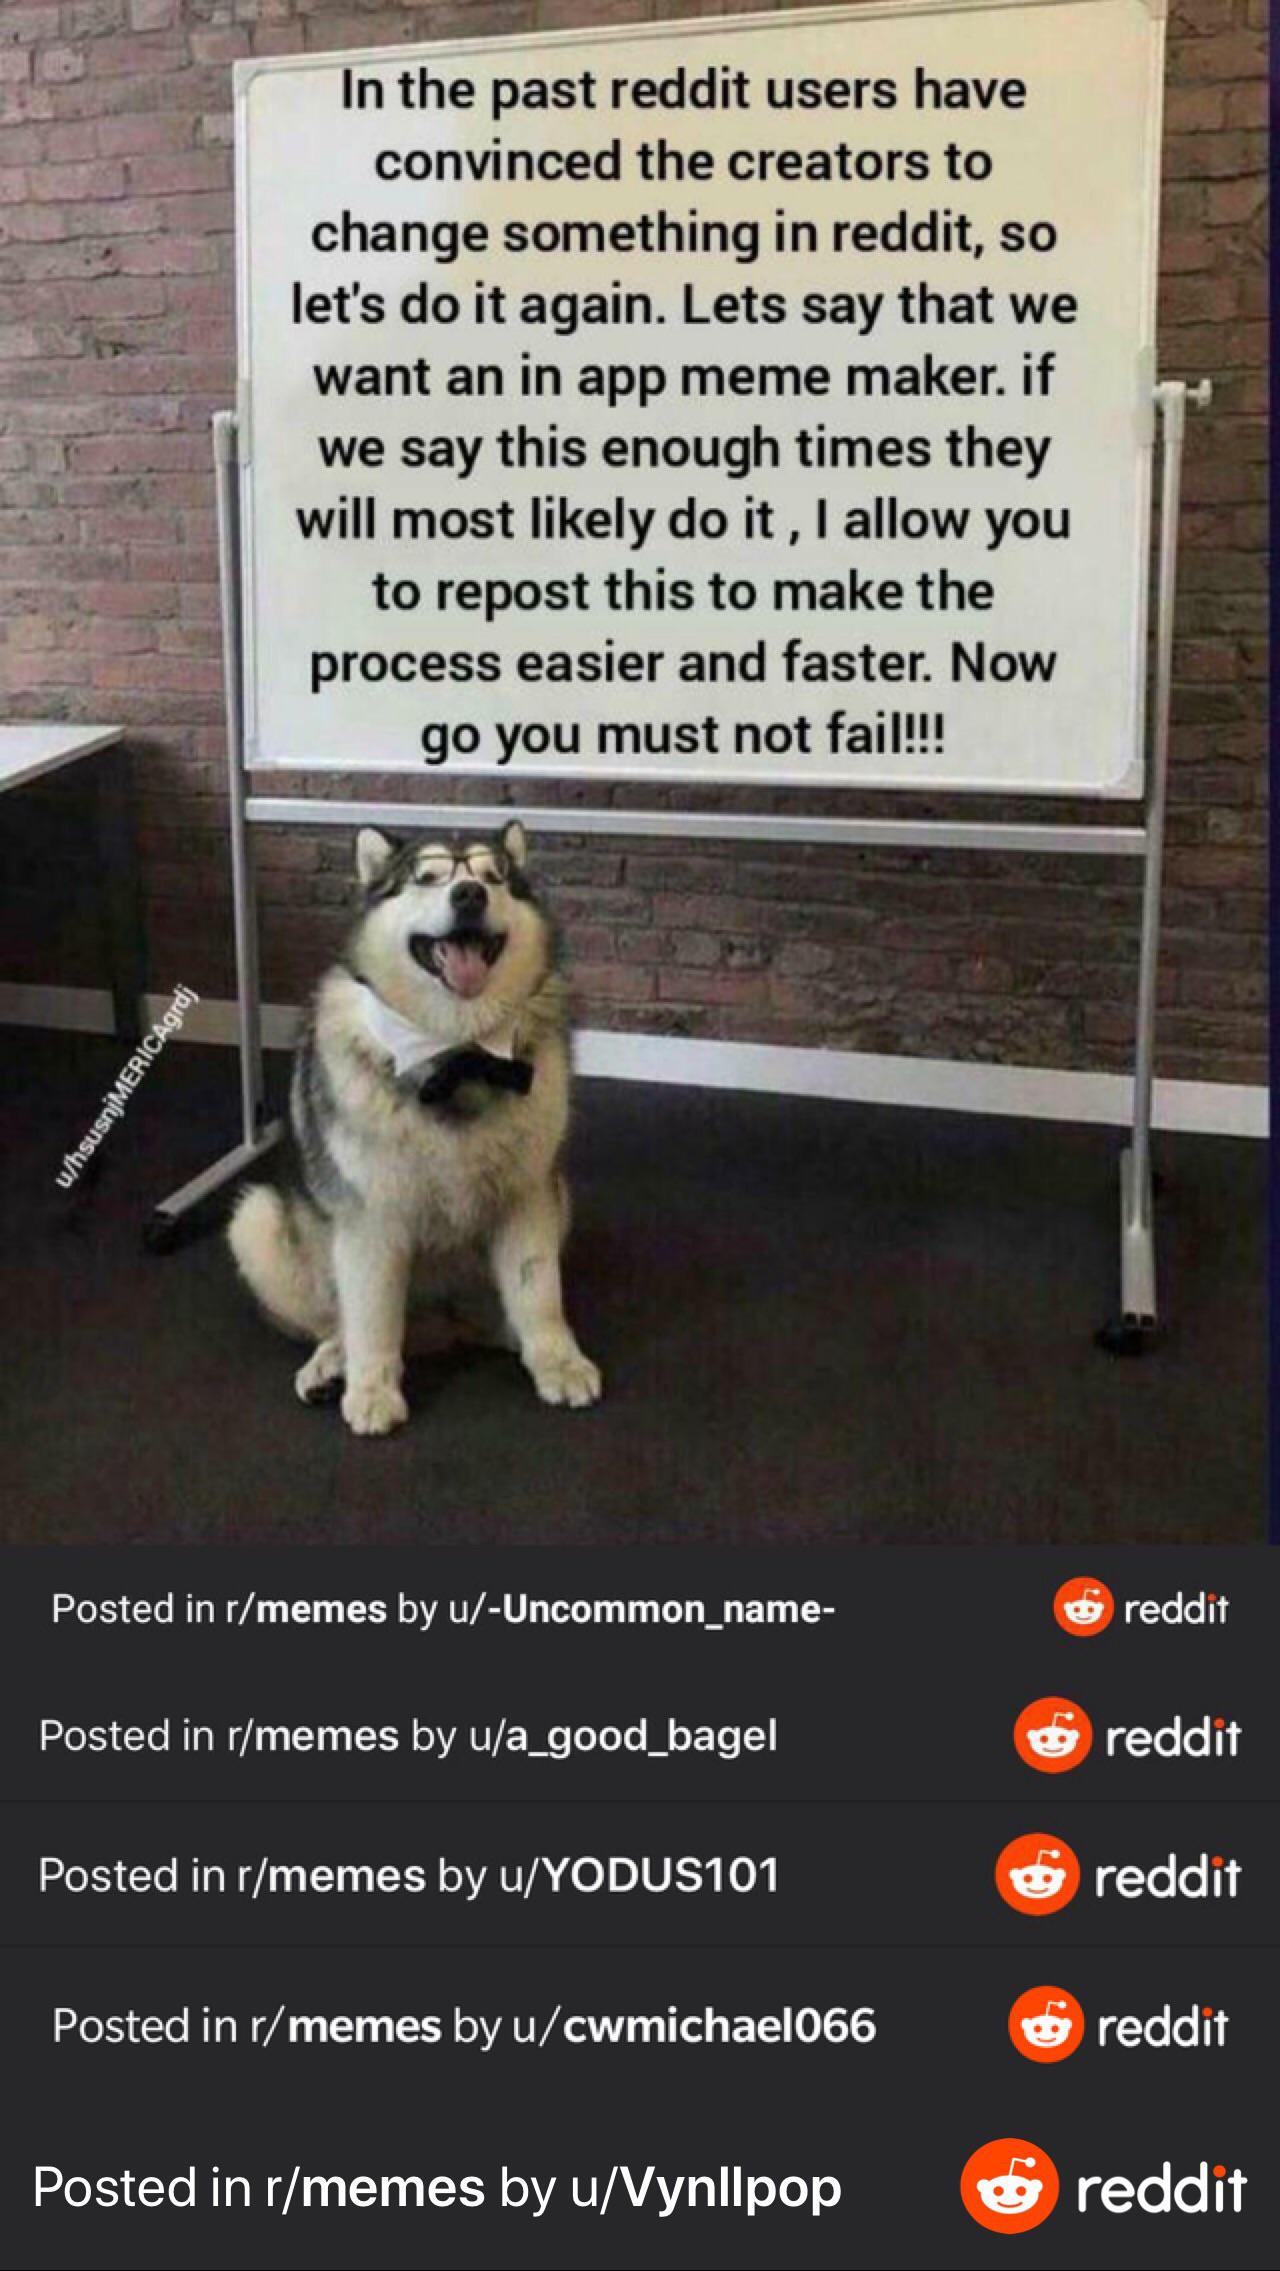 In the past reddit users have
convinced the creators to
change something in reddit, so
let's do it again. Lets say that we
want an in app meme maker. if
we say this enough times they
will most likely do it , I allow you
to repost this to make the
process easier and faster. Now
go you must not fail!!!
u/hsusnjMERICAgrdj
Posted in r/memes by u/-Uncommon_name- reddit
Posted in r/memes by u/a_good_bagel reddit
Posted in r/memes by u/YODUS101 reddit
Posted in r/memes by u/cwmichael066 reddit
Posted in r/memes by u/Vynllpop reddit